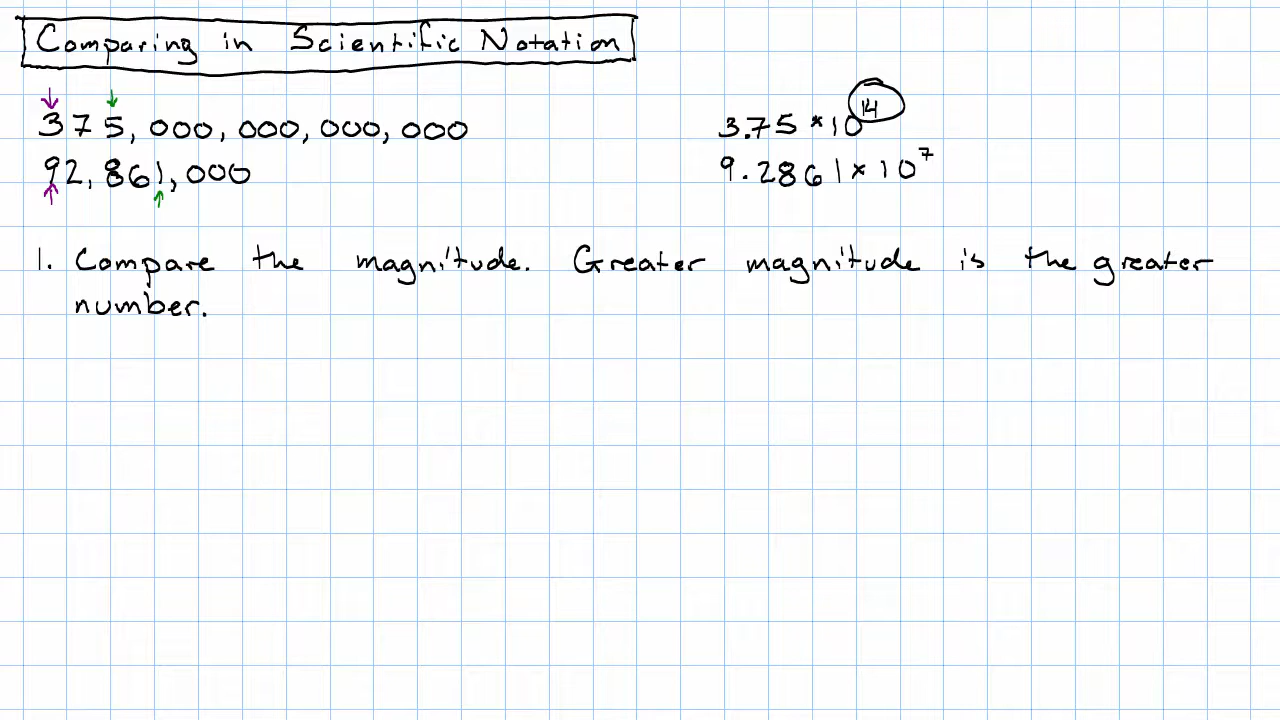 Comparing in Scientific Notation
375,000,000,000,000
3.75 * 10^14
92,861,000
9.2861 × 10^7
1. Compare the magnitude. Greater magnitude is the greater
number.